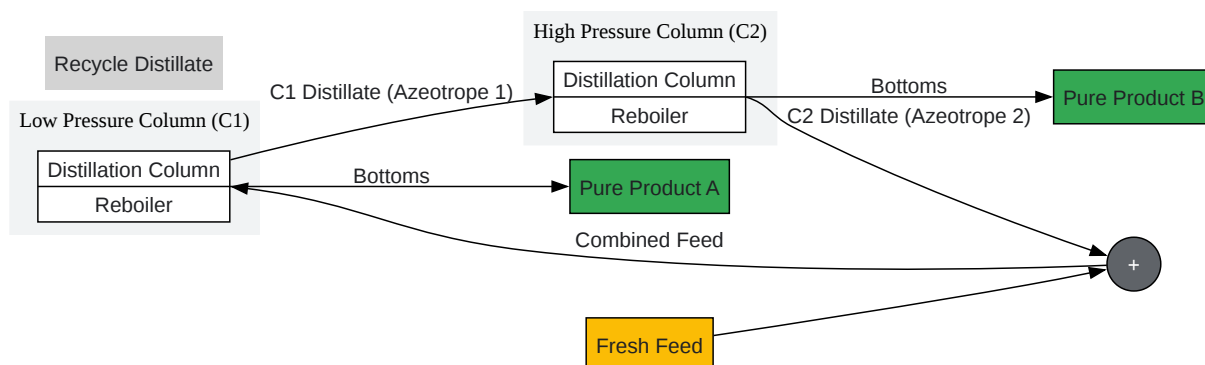 High Pressure Column (C2)
Recycle Distillate
Distillation Column
Reboiler
C1 Distillate (Azeotrope 1)
Bottoms
Pure Product B
C2 Distillate (Azeotrope 2)
Low Pressure Column (C1)
Distillation Column
Reboiler
Bottoms
Pure Product A
Combined Feed
+
Fresh Feed